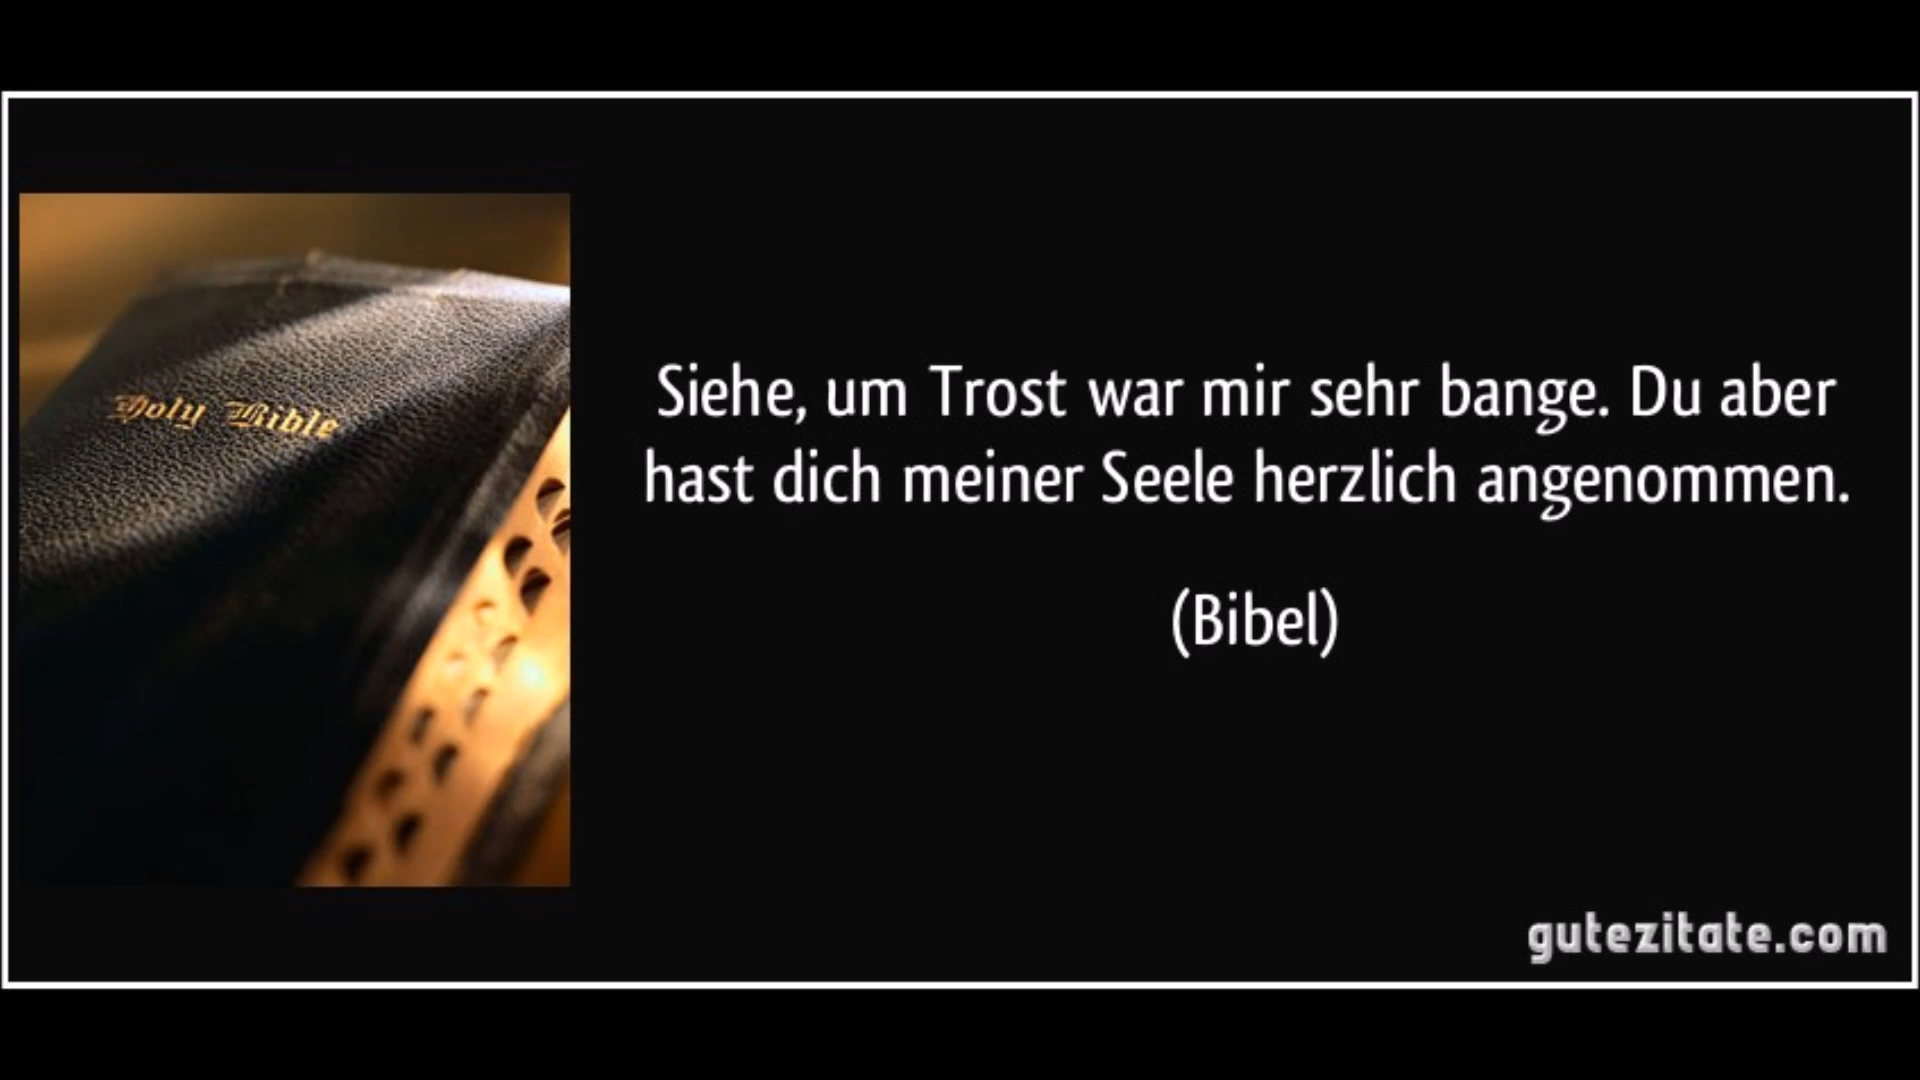 Holy Bible
Siehe, um Trost war mir sehr bange. Du aber
hast dich meiner Seele herzlich angenommen.
(Bibel)
gutezitate.com